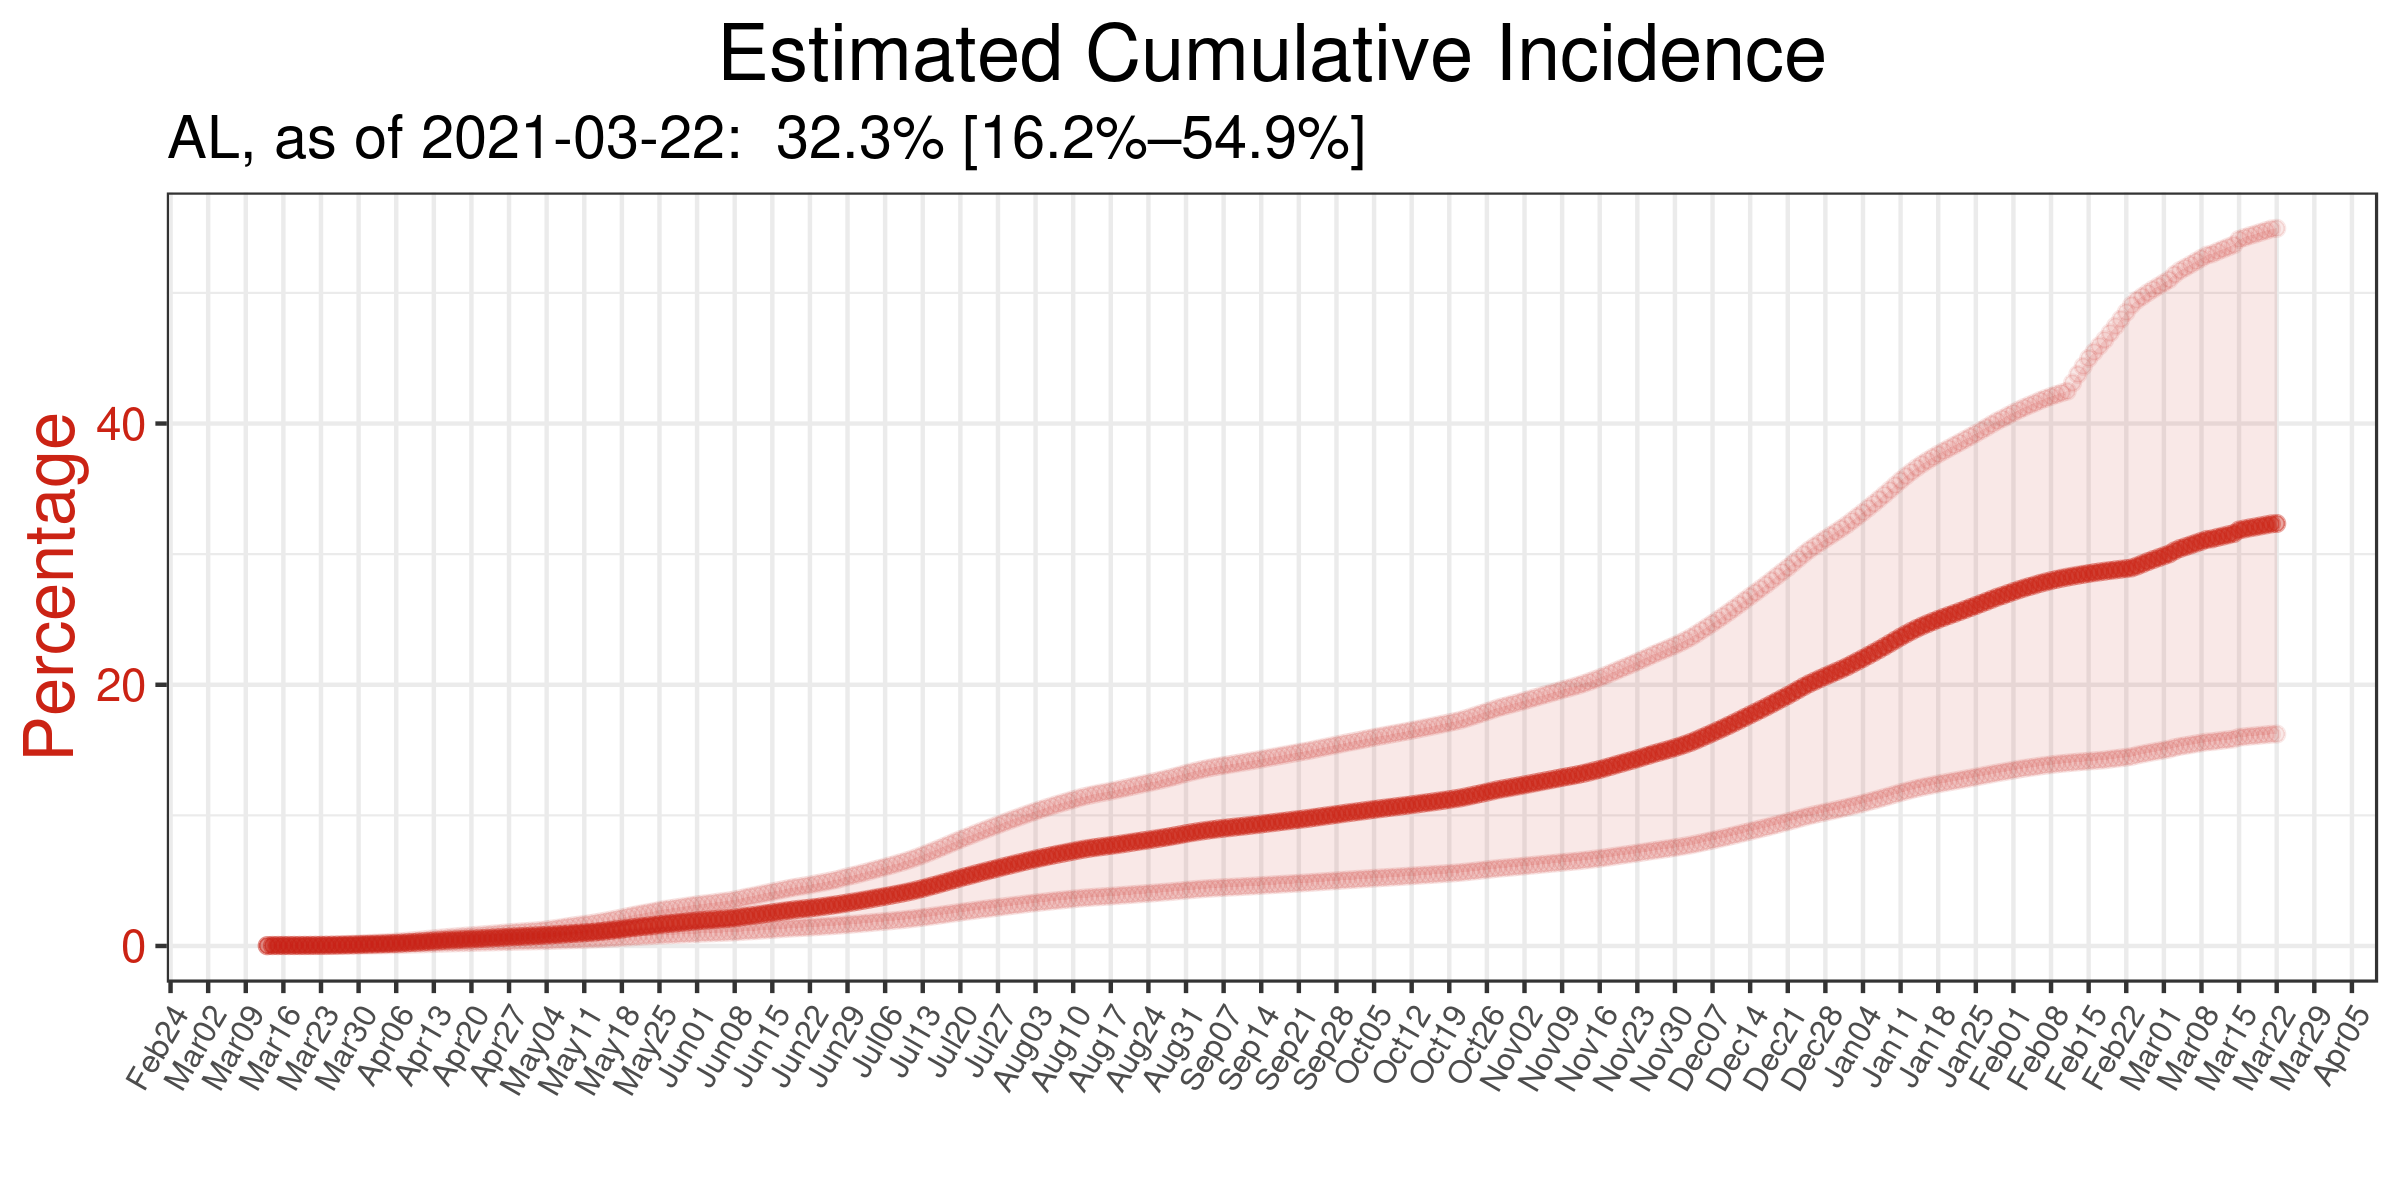 Estimated Cumulative Incidence
AL, as of 2021-03-22:  32.3% [16.2%–54.9%]
Percentage
40
20
0
Feb24
Mar02
Mar09
Mar16
Mar23
Mar30
Apr06
Apr13
Apr20
Apr27
May04
May11
May18
May25
Jun01
Jun08
Jun15
Jun22
Jun29
Jul06
Jul13
Jul20
Jul27
Aug03
Aug10
Aug17
Aug24
Aug31
Sep07
Sep14
Sep21
Sep28
Oct05
Oct12
Oct19
Oct26
Nov02
Nov09
Nov16
Nov23
Nov30
Dec07
Dec14
Dec21
Dec28
Jan04
Jan11
Jan18
Jan25
Feb01
Feb08
Feb15
Feb22
Mar01
Mar08
Mar15
Mar22
Mar29
Apr05